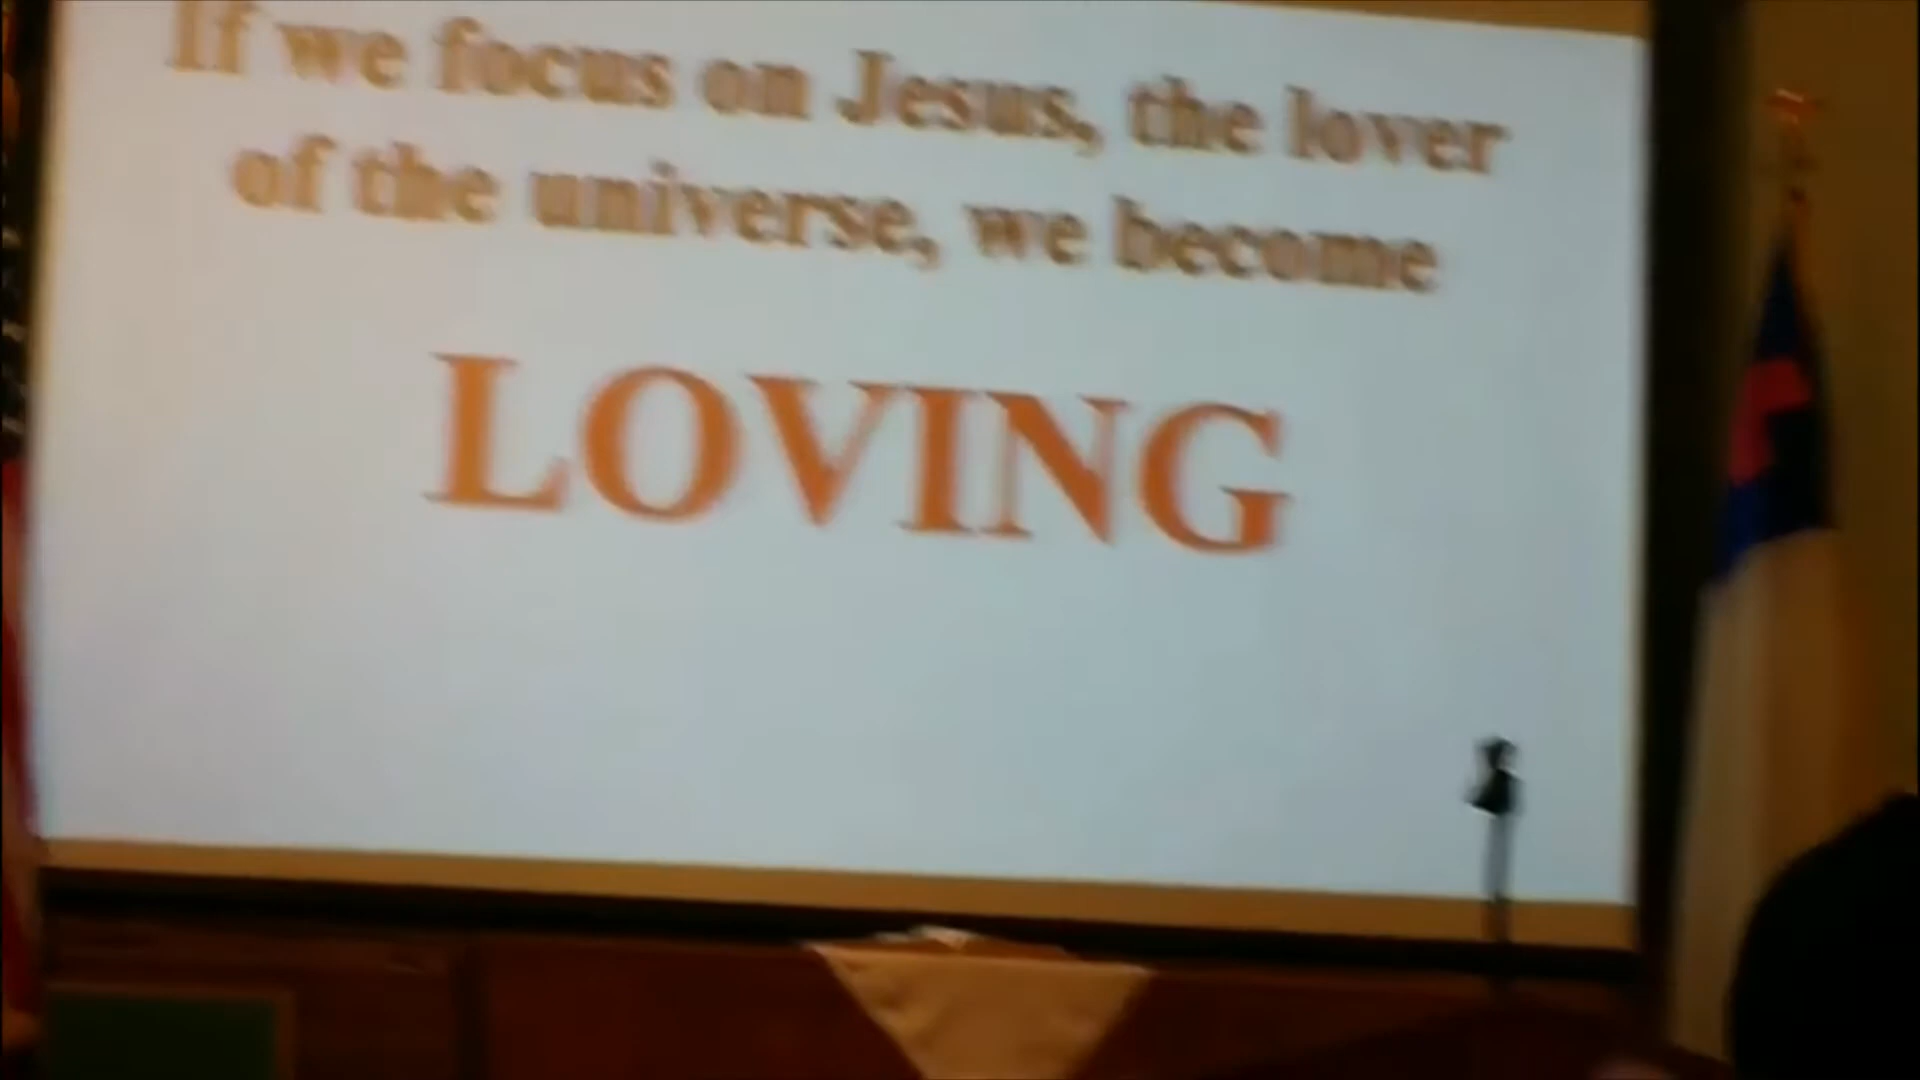 If we focus on Jesus, the lover
of the universe, we become
LOVING